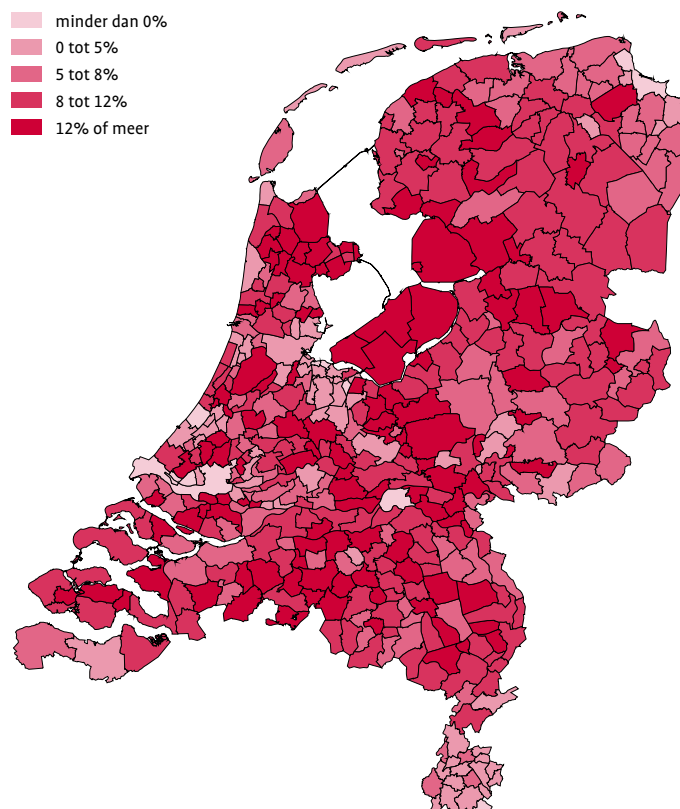 minder dan 0%
0 tot 5%
5 tot 8%
8 tot 12%
12% of meer